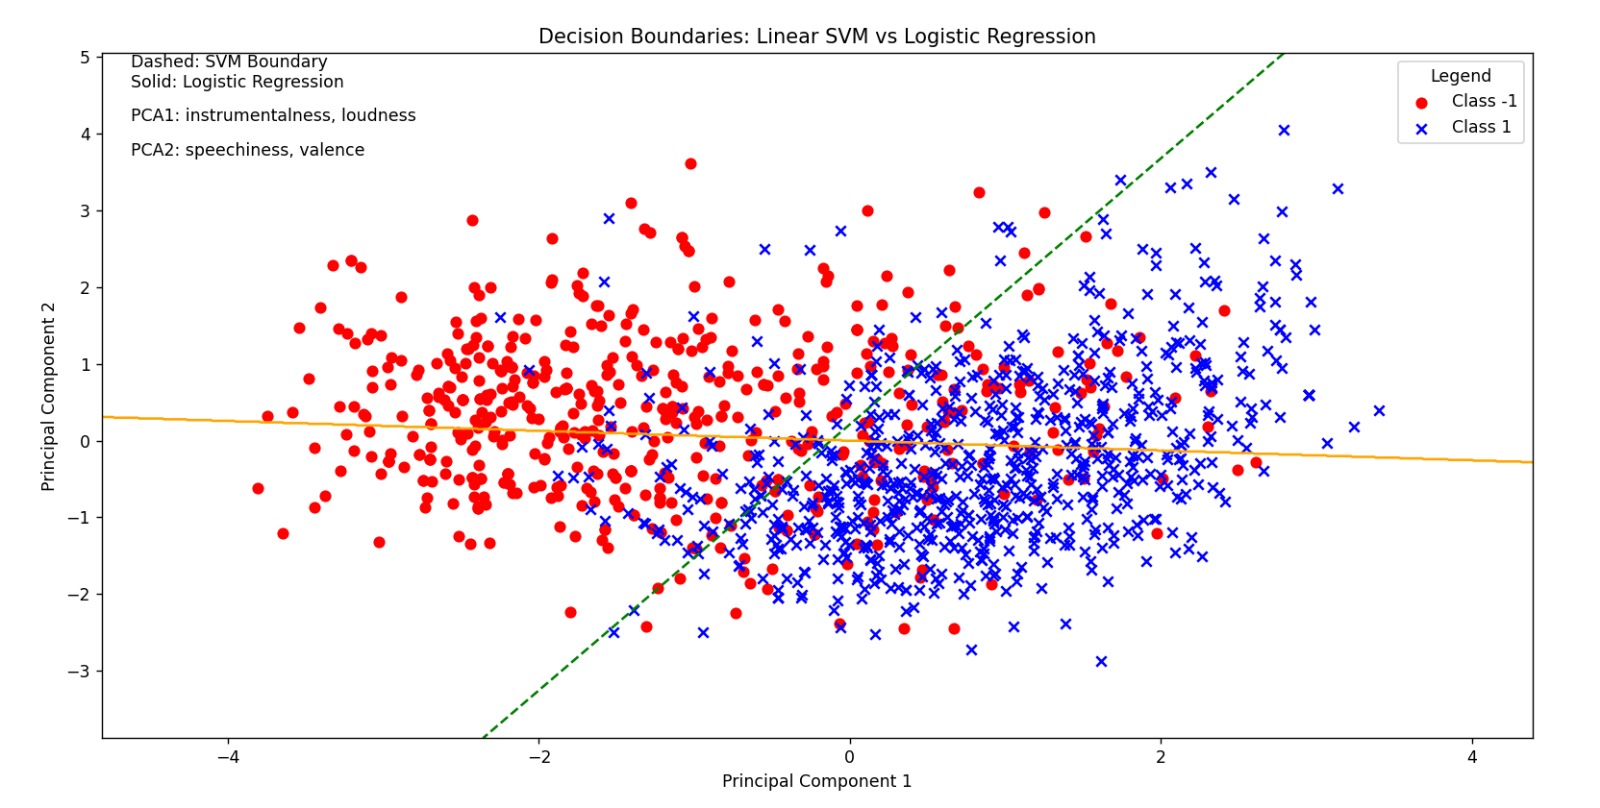 Decision Boundaries: Linear SVM vs Logistic Regression
Dashed: SVM Boundary
Solid: Logistic Regression
PCA1: instrumentalness, loudness
PCA2: speechiness, valence
Legend
Class -1
Class 1
Principal Component 2
5
4
3
2
1
0
−1
−2
−3
−4
−2
0
2
4
Principal Component 1